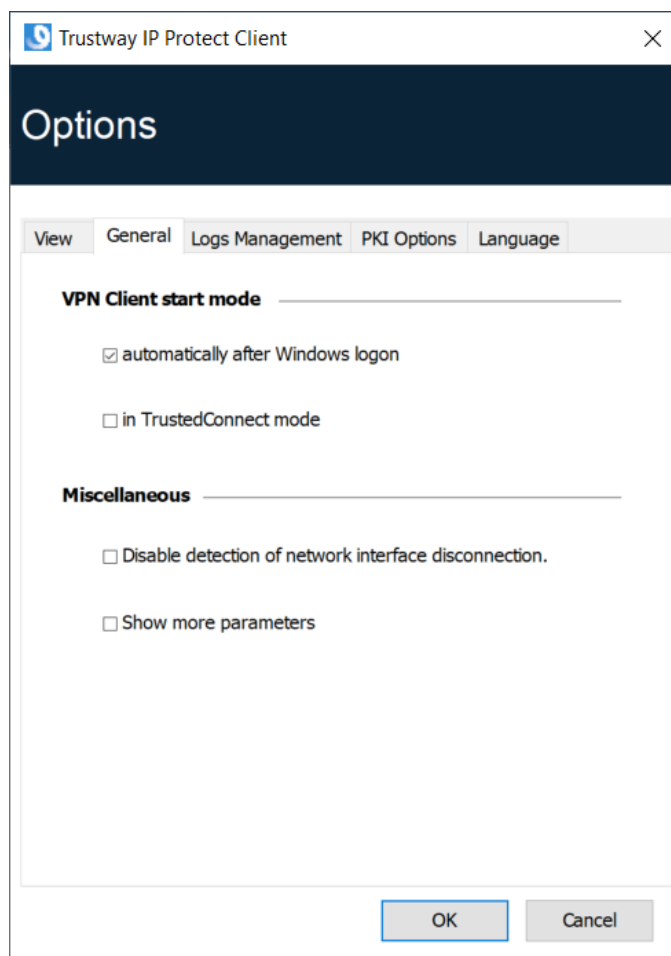 Trustway IP Protect Client
Options
View General Logs Management PKI Options Language
VPN Client start mode
automatically after Windows logon
in TrustedConnect mode
Miscellaneous
Disable detection of network interface disconnection.
Show more parameters
OK Cancel